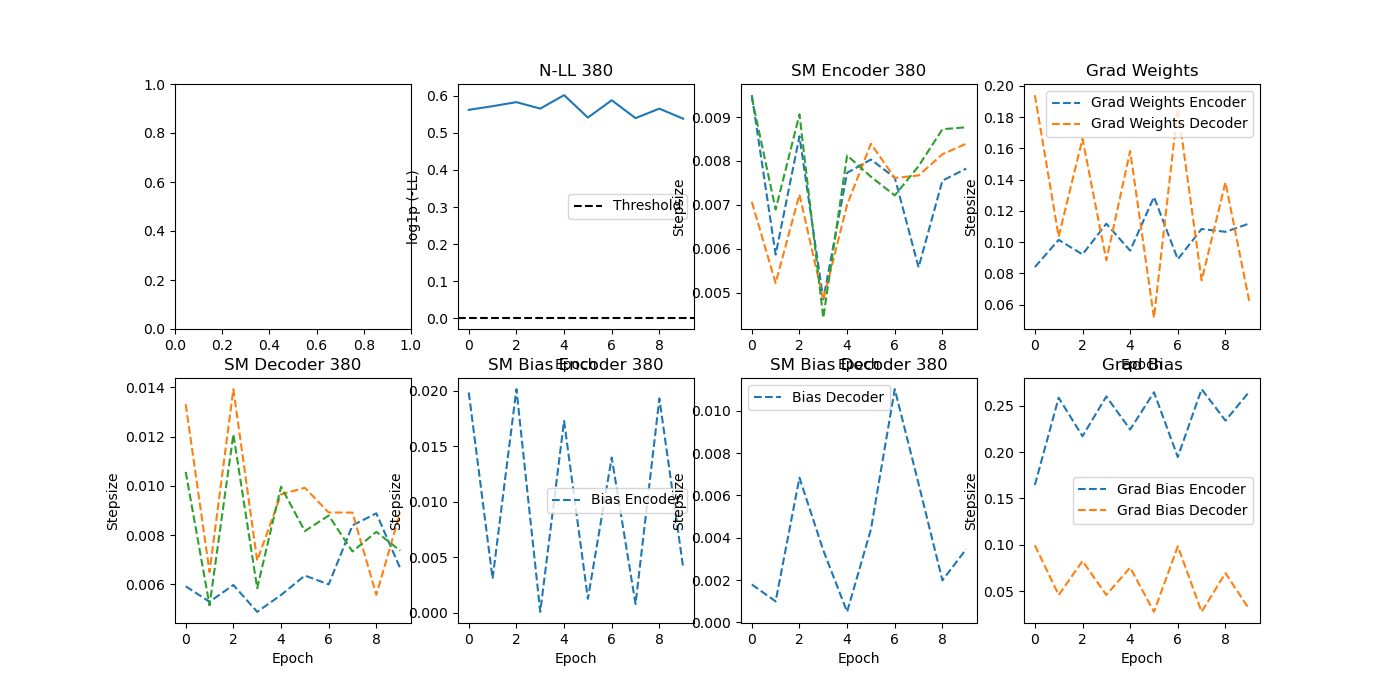 N-LL 380
SM Encoder 380
Grad Weights
1.0
0.8
0.6
0.4
0.2
0.0
0.0 0.2 0.4 0.6 0.8 1.0
log1p (-LL)
0.6
0.5
0.4
0.3
0.2
0.1
0.0
Threshold
0 2 4 6 8
Epoch
Stepsize
0.009
0.008
0.007
0.006
0.005
0 2 4 6 8
Epoch
Stepsize
0.20
0.18
0.16
0.14
0.12
0.10
0.08
0.06
Grad Weights Encoder
Grad Weights Decoder
0 2 4 6 8
Epoch
SM Decoder 380
SM Bias Encoder 380
SM Bias Decoder 380
Grad Bias
Stepsize
0.014
0.012
0.010
0.008
0.006
0 2 4 6 8
Epoch
Stepsize
0.020
0.015
0.010
0.005
0.000
Bias Encoder
0 2 4 6 8
Epoch
Stepsize
0.010
0.008
0.006
0.004
0.002
0.000
Bias Decoder
0 2 4 6 8
Epoch
Stepsize
0.25
0.20
0.15
0.10
0.05
Grad Bias Encoder
Grad Bias Decoder
0 2 4 6 8
Epoch